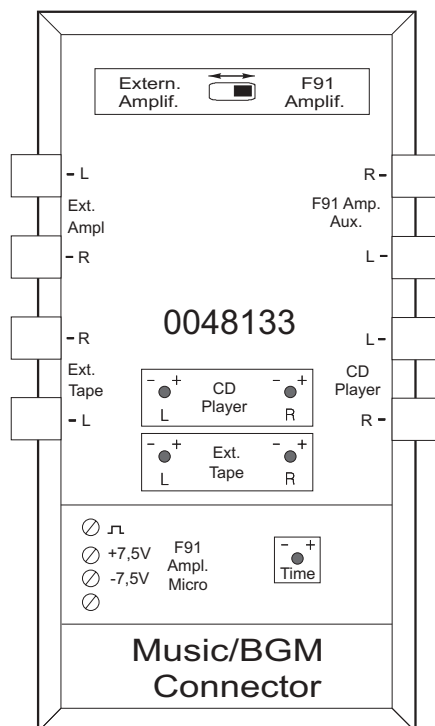 Extern.
Amplif.
F91
Amplif.
- L
Ext.
Ampl
- R
R -
F91 Amp.
Aux.
L -
0048133
- R
Ext.
Tape
- L
L -
CD
Player
R -
- +
CD
Player
- +
L
R
- +
Ext.
Tape
- +
L
R
+7,5V
-7,5V
F91
Ampl.
Micro
- +
Time
Music/BGM
Connector